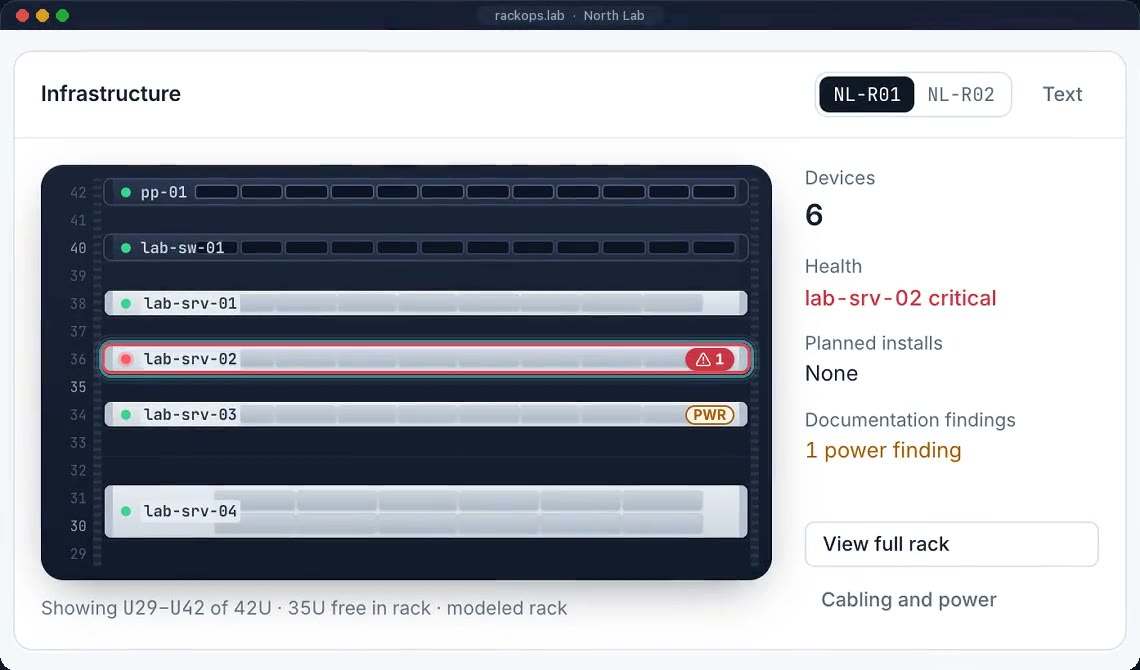 rackops.lab · North Lab
Infrastructure
NL-R01 NL-R02 Text
42 pp-01
41
40 lab-sw-01
39
38 lab-srv-01
37
36 lab-srv-02 1
35
34 lab-srv-03 PWR
33
32
31
lab-srv-04
30
29
Showing U29–U42 of 42U · 35U free in rack · modeled rack
Devices
6
Health
lab-srv-02 critical
Planned installs
None
Documentation findings
1 power finding
View full rack
Cabling and power